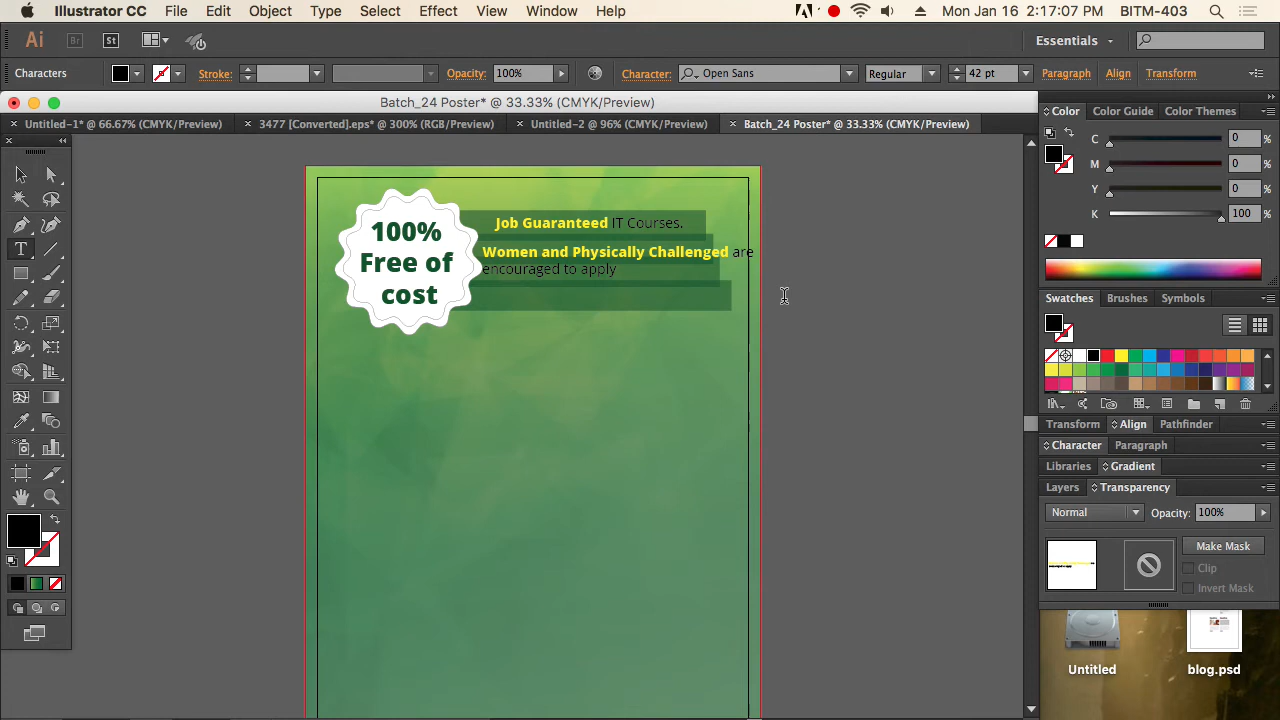 Illustrator CC File Edit Object Type Select Effect View Window Help Mon Jan 16 2:17:07 PM BITM-403
Ai Br St Essentials
Characters Stroke: Opacity: 100% Character: Open Sans Regular 42 pt Paragraph Align Transform
Batch_24 Poster* @ 33.33% (CMYK/Preview)
Untitled-1* @ 66.67% (CMYK/Preview) 3477 [Converted].eps* @ 300% (RGB/Preview) Untitled-2 @ 96% (CMYK/Preview) Batch_24 Poster* @ 33.33% (CMYK/Preview)
100%
Free of
cost
Job Guaranteed IT Courses.
Women and Physically Challenged are
encouraged to apply
Color Color Guide Color Themes
C 0 %
M 0 %
Y 0 %
K 100 %
Swatches Brushes Symbols
Transform Align Pathfinder
Character Paragraph
Libraries Gradient
Layers Transparency
Normal Opacity: 100%
Make Mask
Clip
Invert Mask
Untitled blog.psd